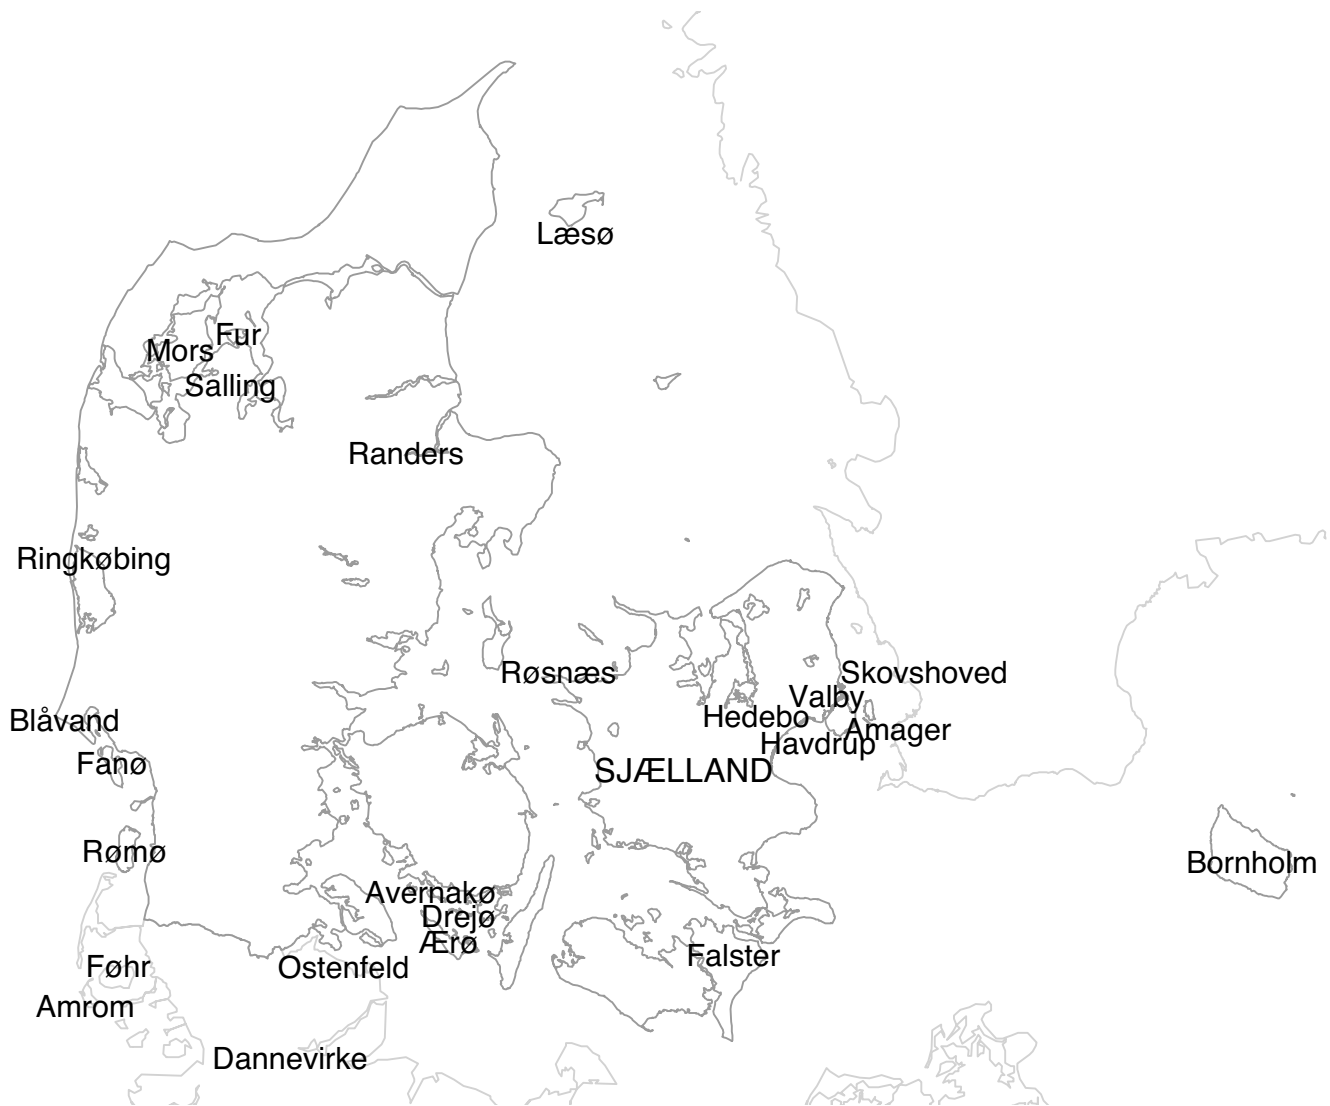 Læsø
Fur
Mors
Salling
Randers
Ringkøbing
Røsnæs
Skovshoved
Valby
Hedebo
Blåvand
Amager
Havdrup
Fanø
SJÆLLAND
Rømø
Bornholm
Avernakø
Drejø
Ærø
Falster
Føhr
Ostenfeld
Amrom
Dannevirke